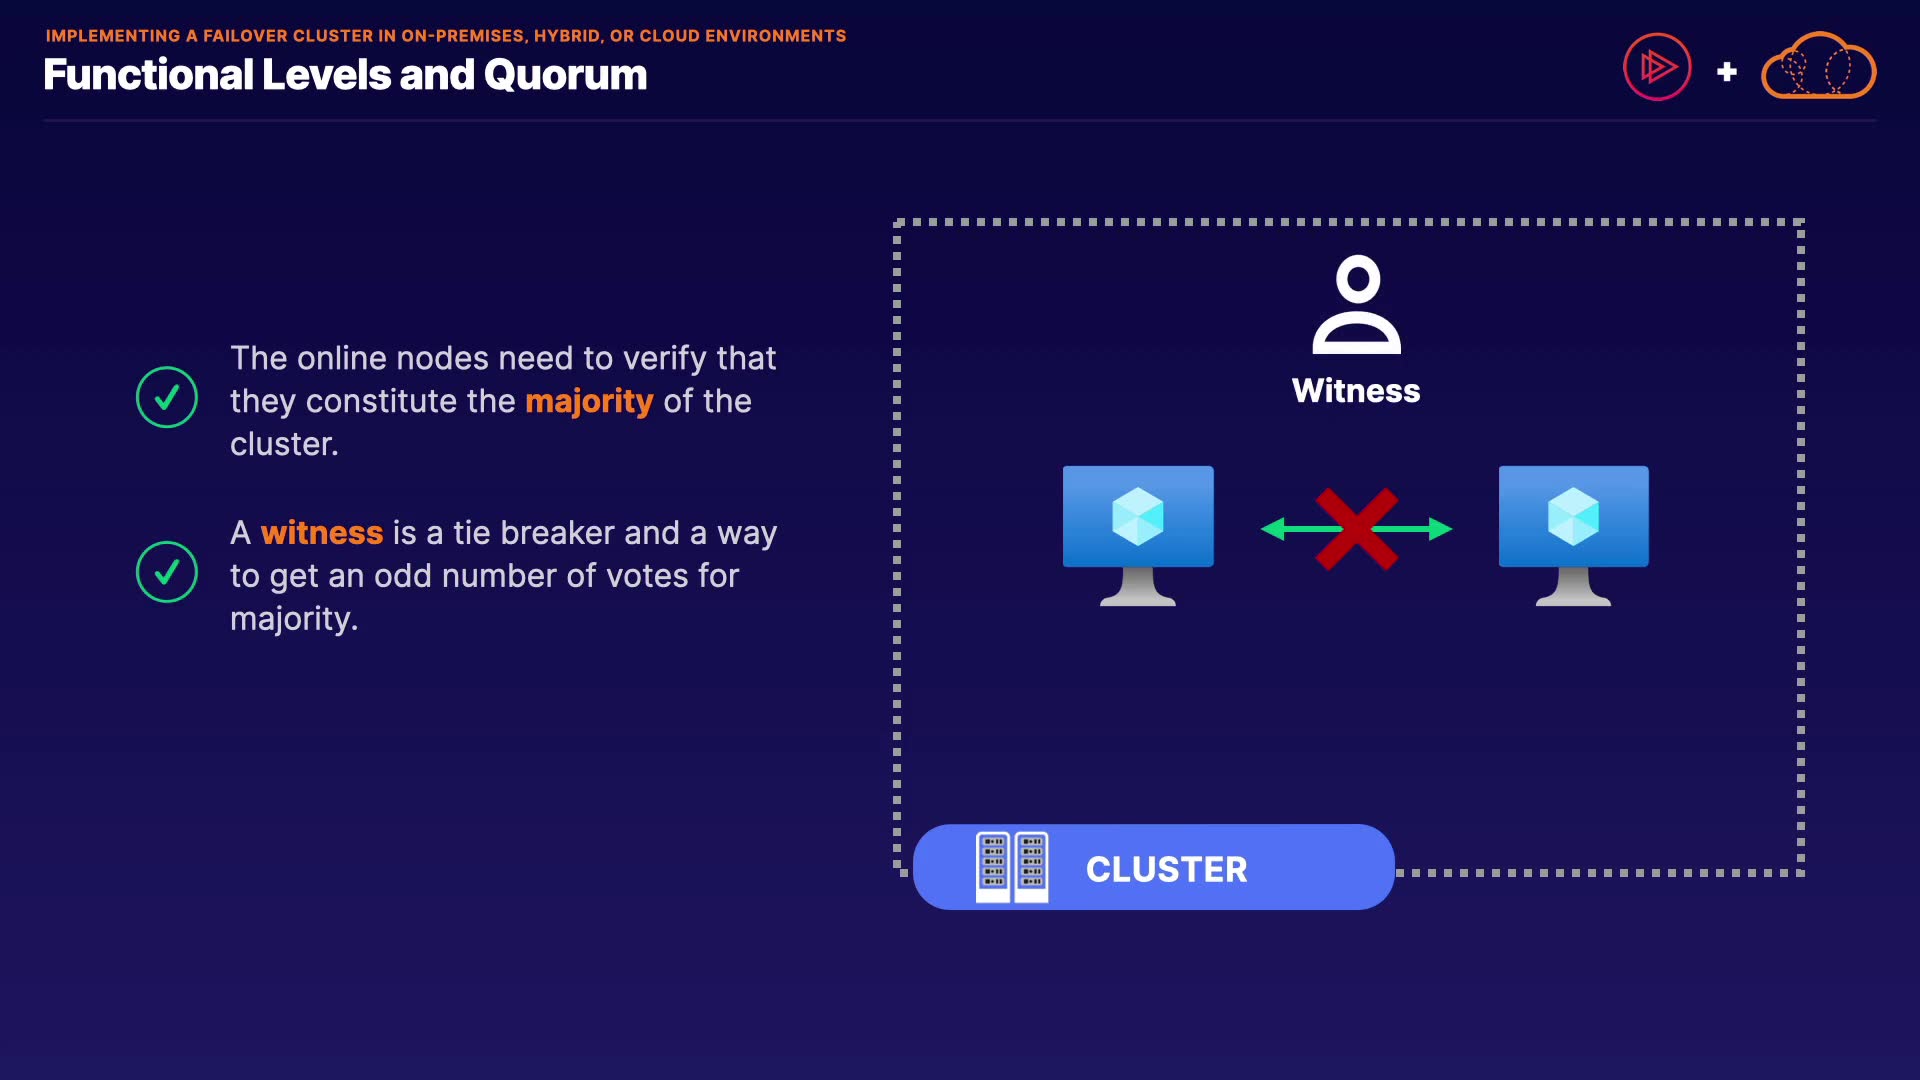 IMPLEMENTING A FAILOVER CLUSTER IN ON-PREMISES, HYBRID, OR CLOUD ENVIRONMENTS
Functional Levels and Quorum
The online nodes need to verify that
they constitute the majority of the
cluster.
A witness is a tie breaker and a way
to get an odd number of votes for
majority.
Witness
CLUSTER